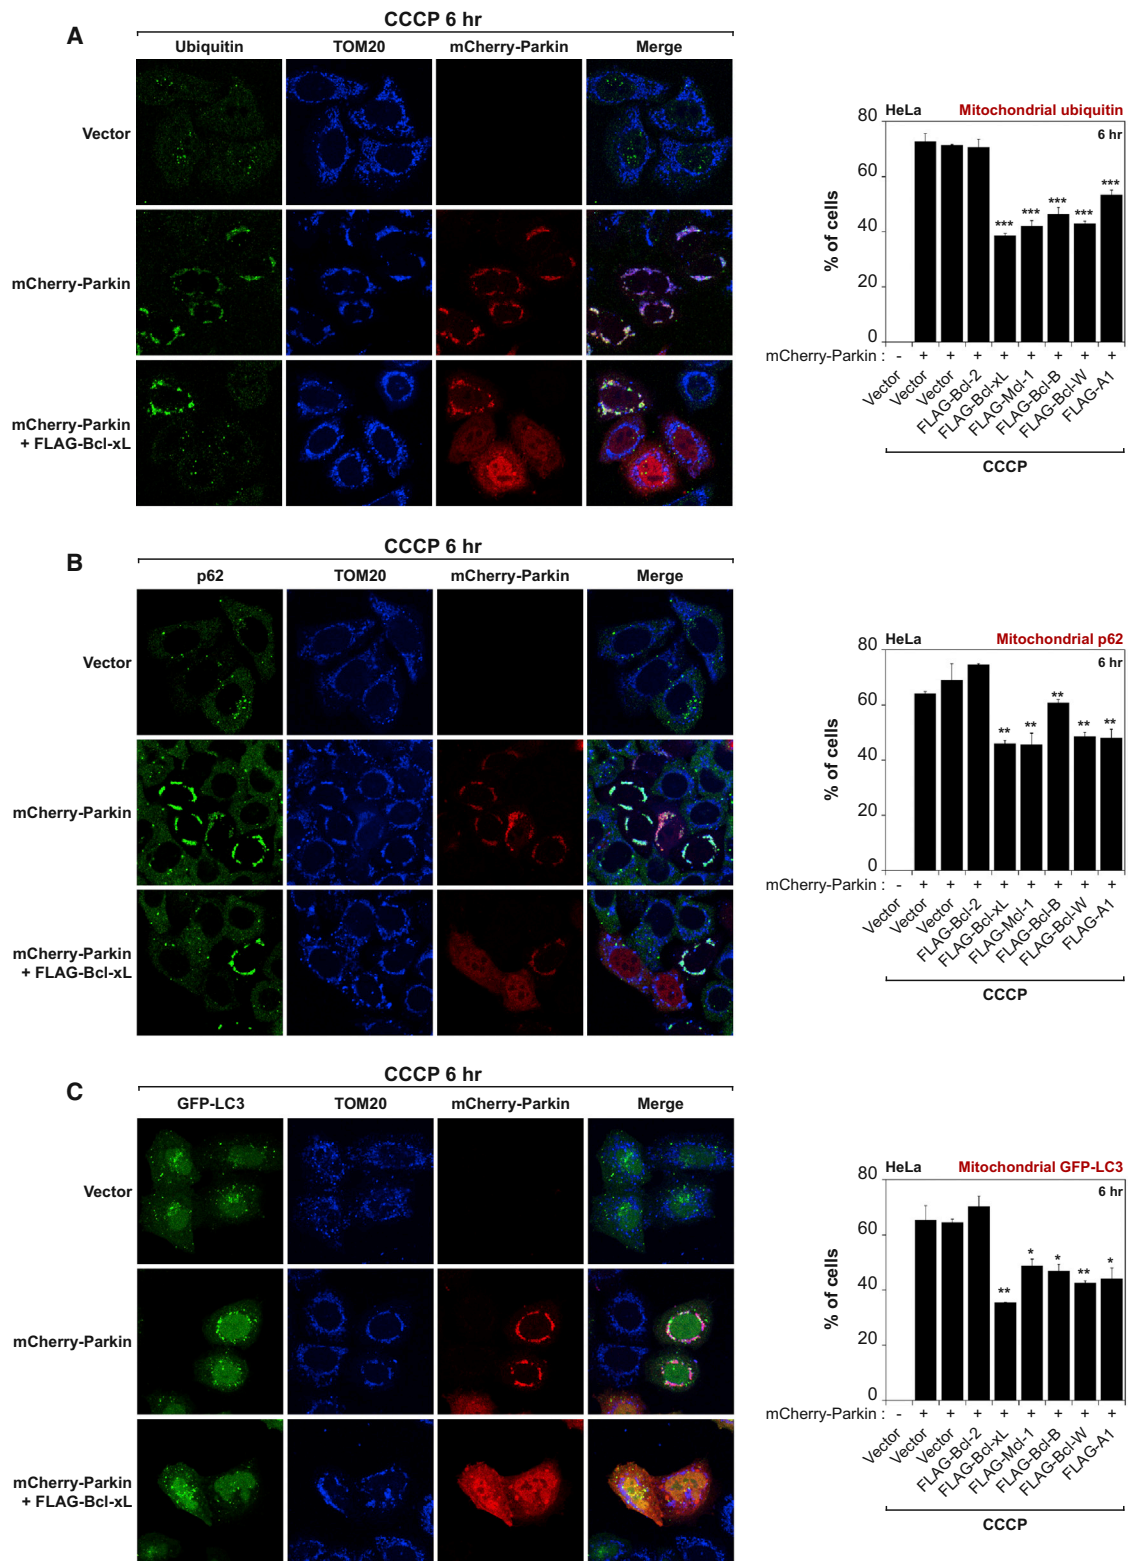 A
CCCP 6 hr
Ubiquitin TOM20 mCherry-Parkin Merge
Vector
mCherry-Parkin
mCherry-Parkin
+ FLAG-Bcl-xL
HeLa Mitochondrial ubiquitin
6 hr
80
60
40
20
0
% of cells
*** *** *** *** ***
mCherry-Parkin : - + + + + + + + +
Vector Vector Vector FLAG-Bcl-2 FLAG-Bcl-xL FLAG-Mcl-1 FLAG-Bcl-B FLAG-Bcl-W FLAG-A1
CCCP
B
CCCP 6 hr
p62 TOM20 mCherry-Parkin Merge
Vector
mCherry-Parkin
mCherry-Parkin
+ FLAG-Bcl-xL
HeLa Mitochondrial p62
6 hr
80
60
40
20
0
% of cells
** ** ** ** **
mCherry-Parkin : - + + + + + + + +
Vector Vector Vector FLAG-Bcl-2 FLAG-Bcl-xL FLAG-Mcl-1 FLAG-Bcl-B FLAG-Bcl-W FLAG-A1
CCCP
C
CCCP 6 hr
GFP-LC3 TOM20 mCherry-Parkin Merge
Vector
mCherry-Parkin
mCherry-Parkin
+ FLAG-Bcl-xL
HeLa Mitochondrial GFP-LC3
6 hr
80
60
40
20
0
% of cells
** * * ** *
mCherry-Parkin : - + + + + + + + +
Vector Vector Vector FLAG-Bcl-2 FLAG-Bcl-xL FLAG-Mcl-1 FLAG-Bcl-B FLAG-Bcl-W FLAG-A1
CCCP